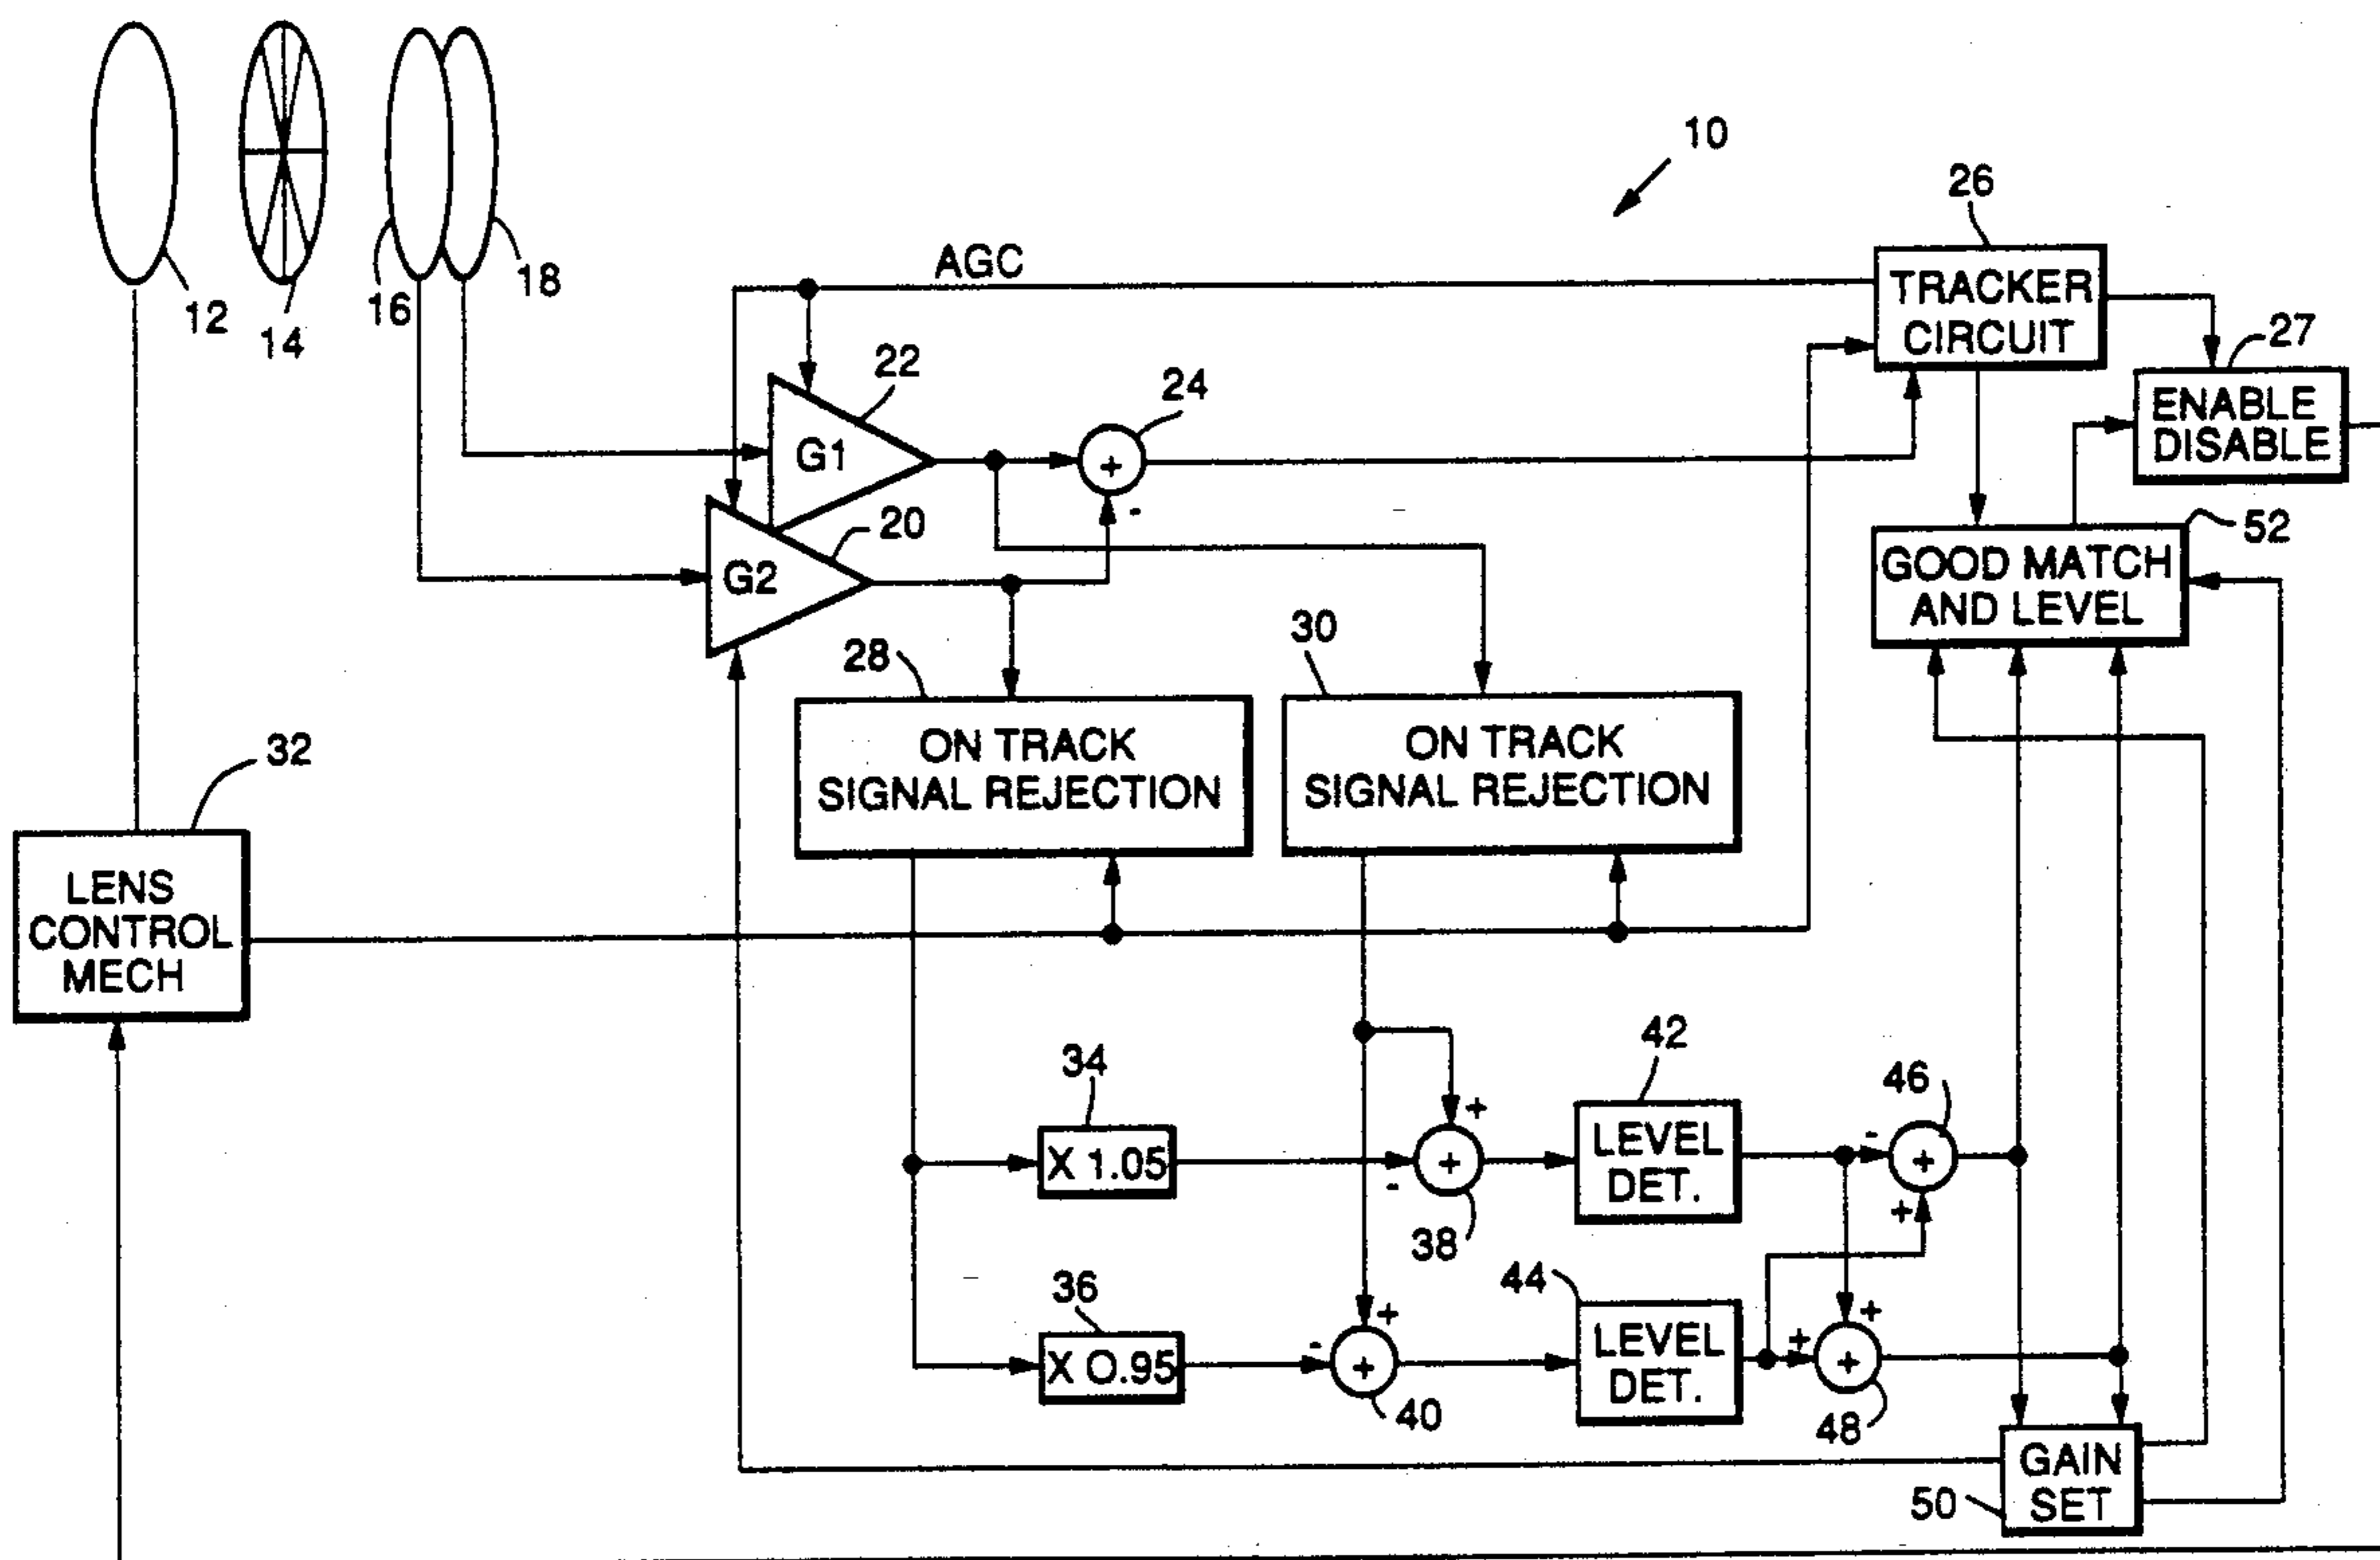 10
26
AGC
TRACKER
CIRCUIT
12
14
16
18
22
24
27
ENABLE
DISABLE
G1
+
-
20
52
G2
GOOD MATCH
AND LEVEL
28
30
ON TRACK
SIGNAL REJECTION
ON TRACK
SIGNAL REJECTION
32
LENS
CONTROL
MECH
34
42
46
X 1.05
+
-
+
38
LEVEL
DET.
-
+
+
36
44
X 0.95
-
+
+
40
LEVEL
DET.
+
+
+
48
GAIN
SET
50